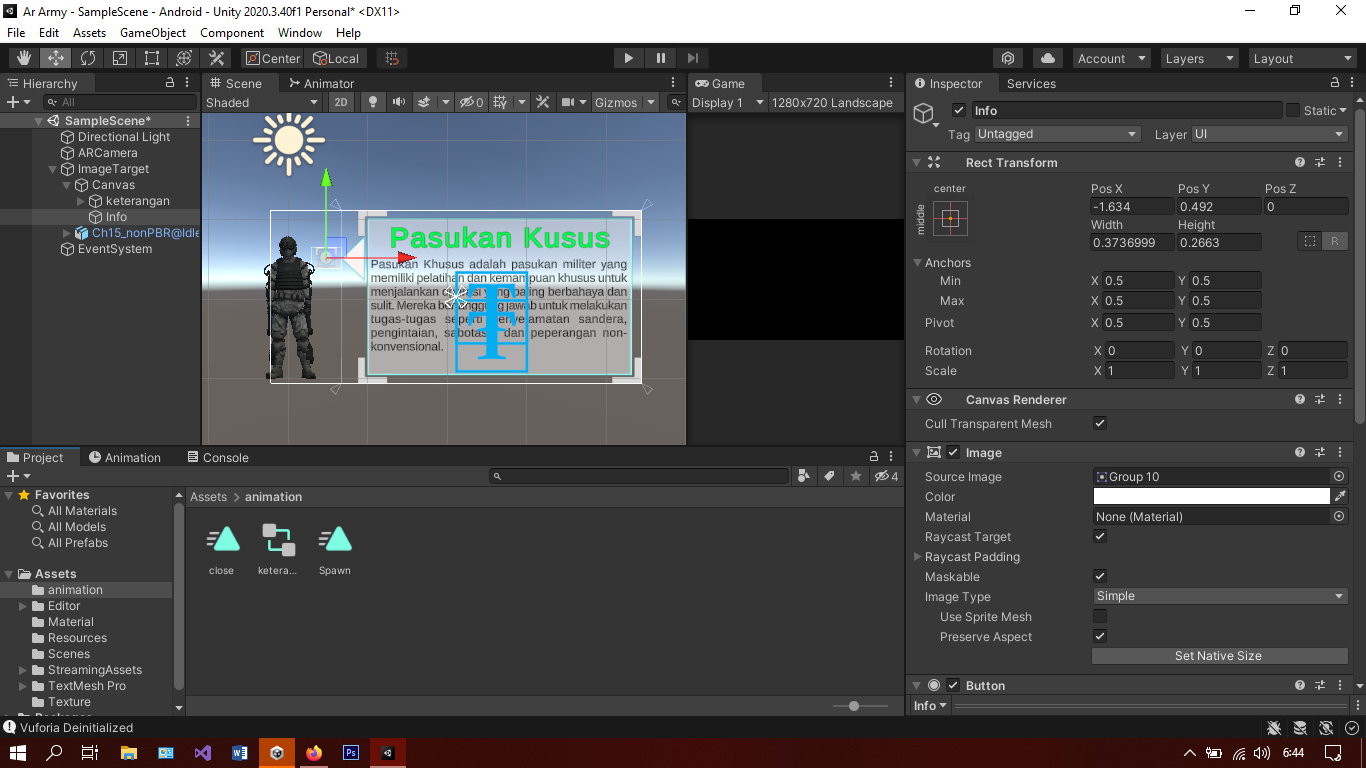 Ar Army - SampleScene - Android - Unity 2020.3.40f1 Personal* <DX11>
File Edit Assets GameObject Component Window Help
Center Local Account Layers Layout
Hierarchy
All
SampleScene*
Directional Light
ARCamera
ImageTarget
Canvas
keterangan
Info
Ch15_nonPBR@Idle
EventSystem
Scene Animator
Shaded 2D 0 Gizmos
Pasukan Kusus
Pasukan Khusus adalah pasukan militer yang
memiliki pelatihan dan kemampuan khusus untuk
menjalankan yang paling berbahaya dan
sulit. Mereka jawab untuk melakukan
tugas-tugas seperti sandera,
pengintaian, dan peperangan non-
konvensional.
T
Game
Display 1 1280x720 Landscape
Inspector Services
Info Static
Tag Untagged Layer UI
Rect Transform
center
middle
Pos X Pos Y Pos Z
-1.634 0.492 0
Width Height
0.3736999 0.2663 R
Anchors
Min X 0.5 Y 0.5
Max X 0.5 Y 0.5
Pivot X 0.5 Y 0.5
Rotation X 0 Y 0 Z 0
Scale X 1 Y 1 Z 1
Canvas Renderer
Cull Transparent Mesh
Image
Source Image Group 10
Color
Material None (Material)
Raycast Target
Raycast Padding
Maskable
Image Type Simple
Use Sprite Mesh
Preserve Aspect
Set Native Size
Button
Info
Project Animation Console
4
Favorites
All Materials
All Models
All Prefabs
Assets
animation
Editor
Material
Resources
Scenes
StreamingAssets
TextMesh Pro
Texture
Assets > animation
close ketera... Spawn
Vuforia Deinitialized
W Ps 6:44